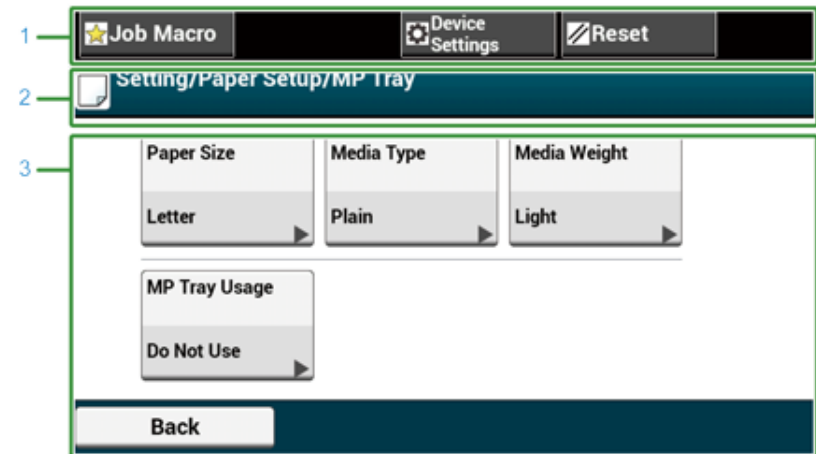 1
Job Macro
Device
Settings
Reset
2
Setting/Paper Setup/MP Tray
3
Paper Size
Media Type
Media Weight
Letter
Plain
Light
MP Tray Usage
Do Not Use
Back